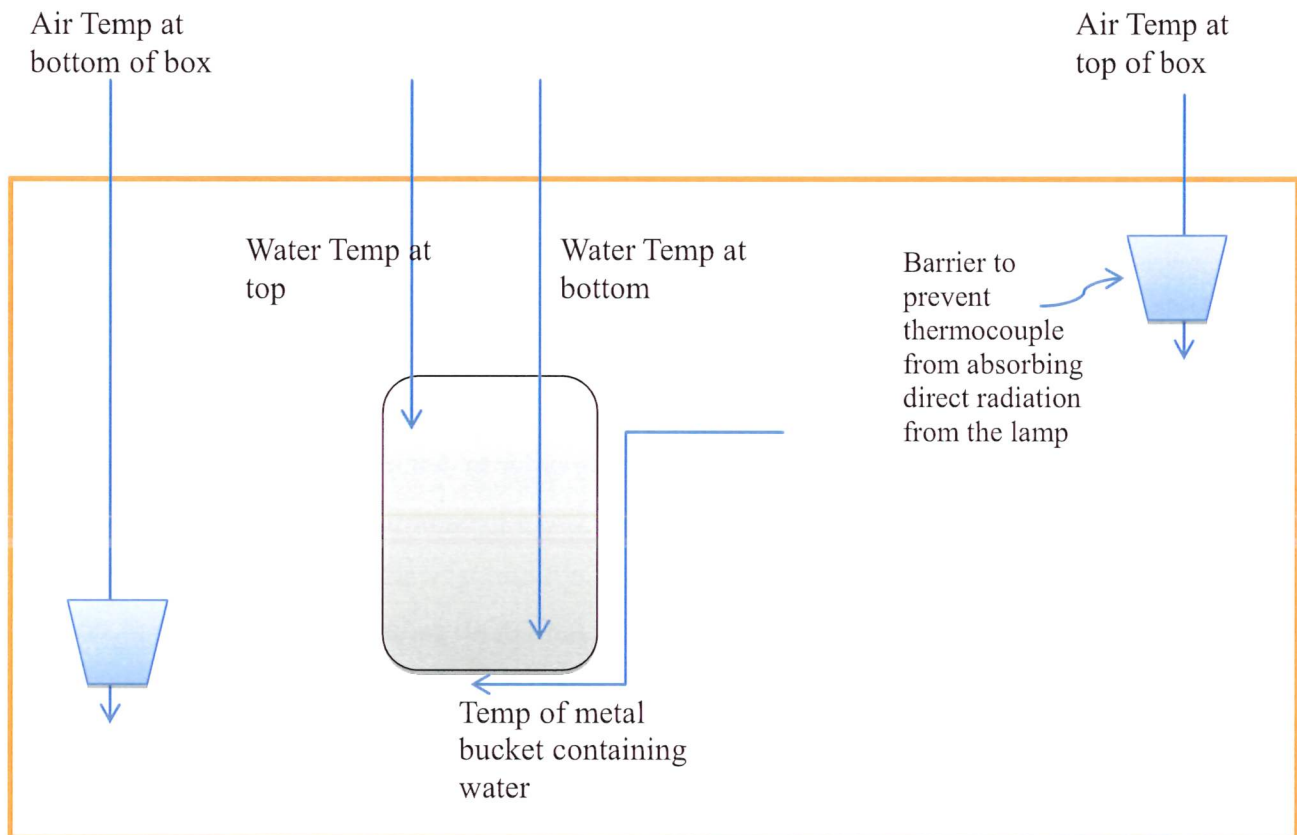 Air Temp at
bottom of box
Air Temp at
top of box
Water Temp at
top
Water Temp at
bottom
Barrier to
prevent
thermocouple
from absorbing
direct radiation
from the lamp
Temp of metal
bucket containing
water